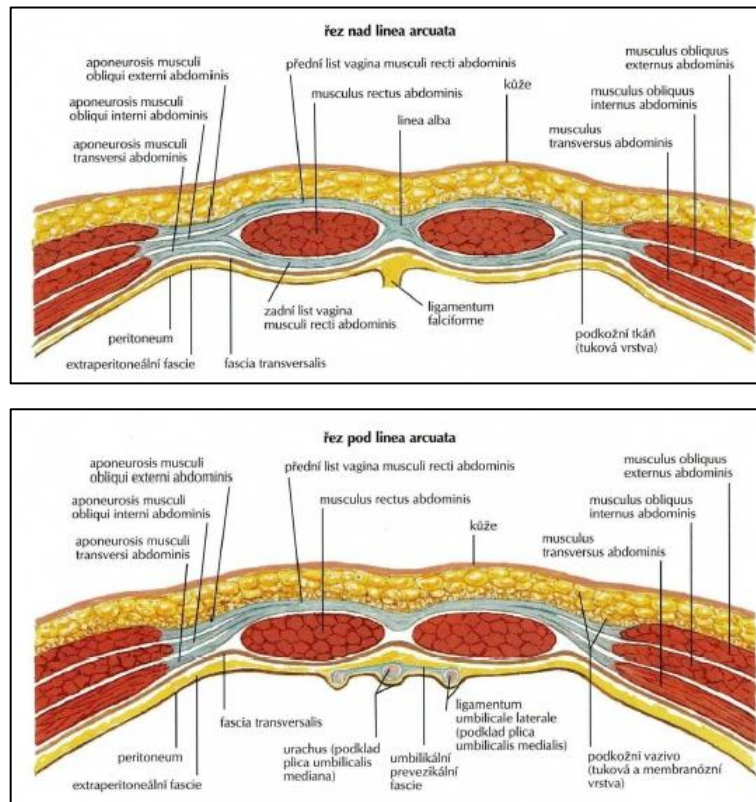 řez nad linea arcuata
aponeurosis musculi
obliqui externi abdominis
aponeurosis musculi
obliqui interni abdominis
aponeurosis musculi
transversi abdominis
přední list vagina musculi recti abdominis
musculus rectus abdominis
linea alba
kůže
musculus obliquus
externus abdominis
musculus obliquus
internus abdominis
musculus
transversus abdominis
peritoneum
extraperitoneální fascie
fascia transversalis
zadní list vagina
musculi recti abdominis
ligamentum
falciforme
podkožní tkáň
(tuková vrstva)
řez pod linea arcuata
aponeurosis musculi
obliqui externi abdominis
aponeurosis musculi
obliqui interni abdominis
aponeurosis musculi
transversi abdominis
přední list vagina musculi recti abdominis
musculus rectus abdominis
kůže
musculus obliquus
externus abdominis
musculus obliquus
internus abdominis
musculus
transversus abdominis
peritoneum
extraperitoneální fascie
fascia transversalis
urachus (podklad
plica umbilicalis
mediana)
umbilikální
prevezikální
fascie
ligamentum
umbilicale laterale
(podklad plica
umbilicalis medialis)
podkožní vazivo
(tuková a membranózní
vrstva)